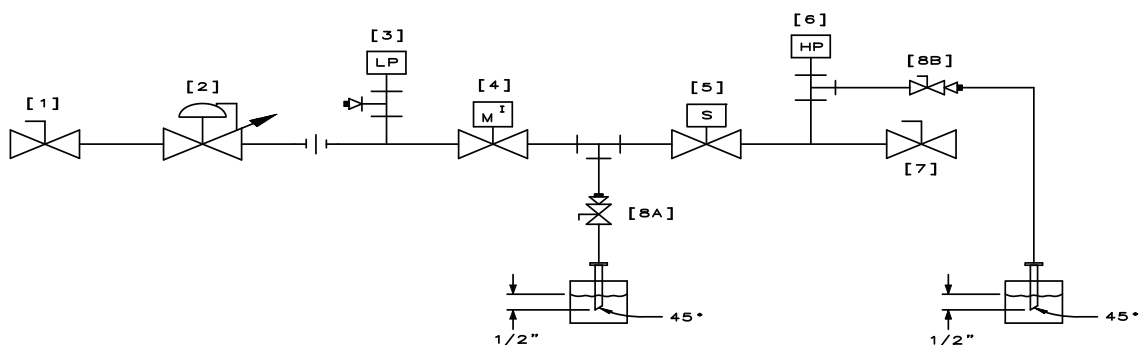 [1]
[2]
[3]
LP
[4]
M I
[5]
S
[6]
HP
[8B]
[7]
[8A]
45°
1/2"
45°
1/2"